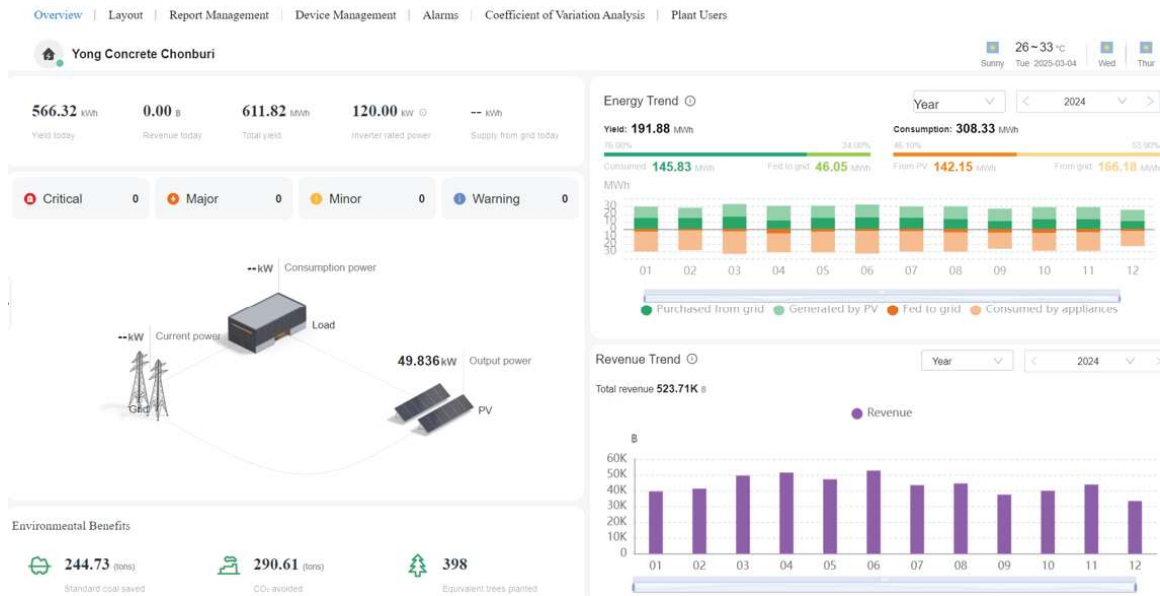 Overview | Layout | Report Management | Device Management | Alarms | Coefficient of Variation Analysis | Plant Users
Yong Concrete Chonburi
26~33 °C
Sunny Tue 2025-03-04 Wed Thur
566.32 kWh 0.00 ฿ 611.82 MWh 120.00 kW -- kWh
Yield today Revenue today Total yield Inverter rated power Supply from grid today
Critical 0 Major 0 Minor 0 Warning 0
--kW Consumption power
Load
--kW Current power
Grid
49.836kW Output power
PV
Environmental Benefits
244.73 (tons) 290.61 (tons) 398
Standard coal saved CO₂ avoided Equivalent trees planted
Energy Trend
Year < 2024 >
Yield: 191.88 MWh Consumption: 308.33 MWh
76.00% 24.00% 46.10% 53.90%
Consumed 145.83 MWh Fed to grid 46.05 MWh From PV 142.15 MWh From grid 166.18 MWh
MWh
30
20
10
0
10
20
30
01 02 03 04 05 06 07 08 09 10 11 12
Purchased from grid Generated by PV Fed to grid Consumed by appliances
Revenue Trend
Year < 2024 >
Total revenue 523.71K ฿
Revenue
฿
60K
50K
40K
30K
20K
10K
0
01 02 03 04 05 06 07 08 09 10 11 12